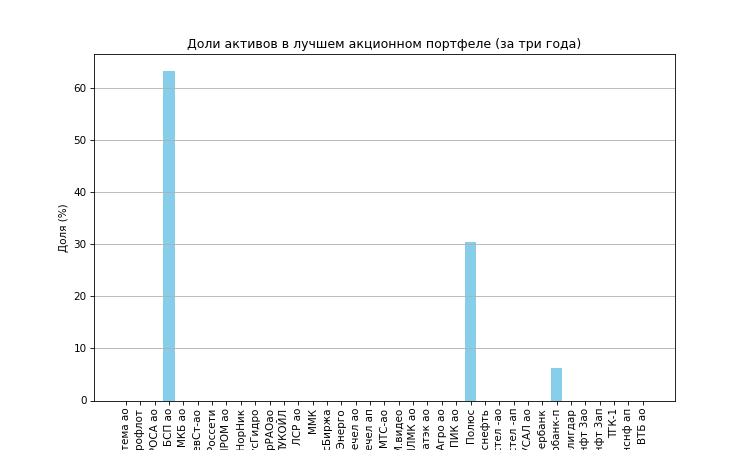 Доли активов в лучшем акционном портфеле (за три года)
Доля (%)
60
50
40
30
20
10
0
тема ао
рофлот
РОСА ао
БСП ао
МКБ ао
евСт-ао
Россети
ПРОМ ао
НорНик
сГидро
рРАОао
ЛУКОЙЛ
ЛСР ао
ММК
сБиржа
Энерго
ечел ао
ечел ап
МТС-ао
М.видео
ЛМК ао
атэк ао
Агро ао
ПИК ао
Полюс
снефть
стел -ао
стел -ап
УСАЛ ао
ербанк
рбанк-п
лигдар
нфт 3ао
нфт 3ап
ТГК-1
нснф ап
ВТБ ао